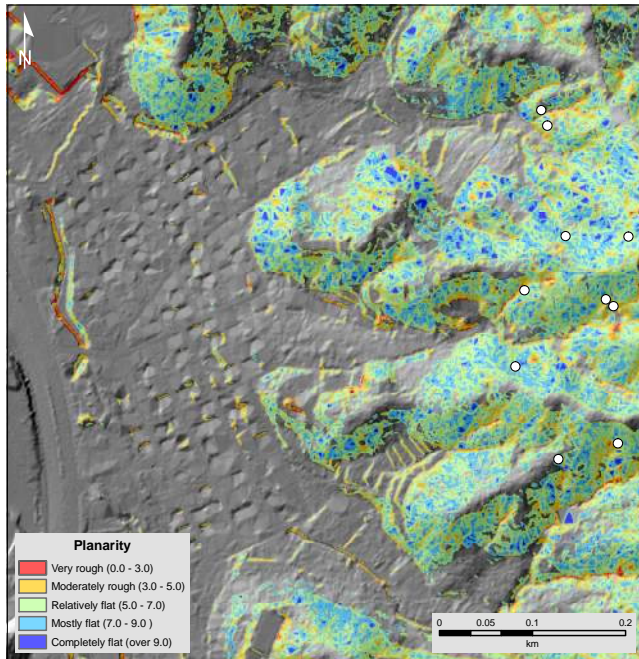 N
Planarity
Very rough (0.0 - 3.0)
Moderately rough (3.0 - 5.0)
Relatively flat (5.0 - 7.0)
Mostly flat (7.0 - 9.0 )
Completely flat (over 9.0)
0 0.05 0.1 0.2
km